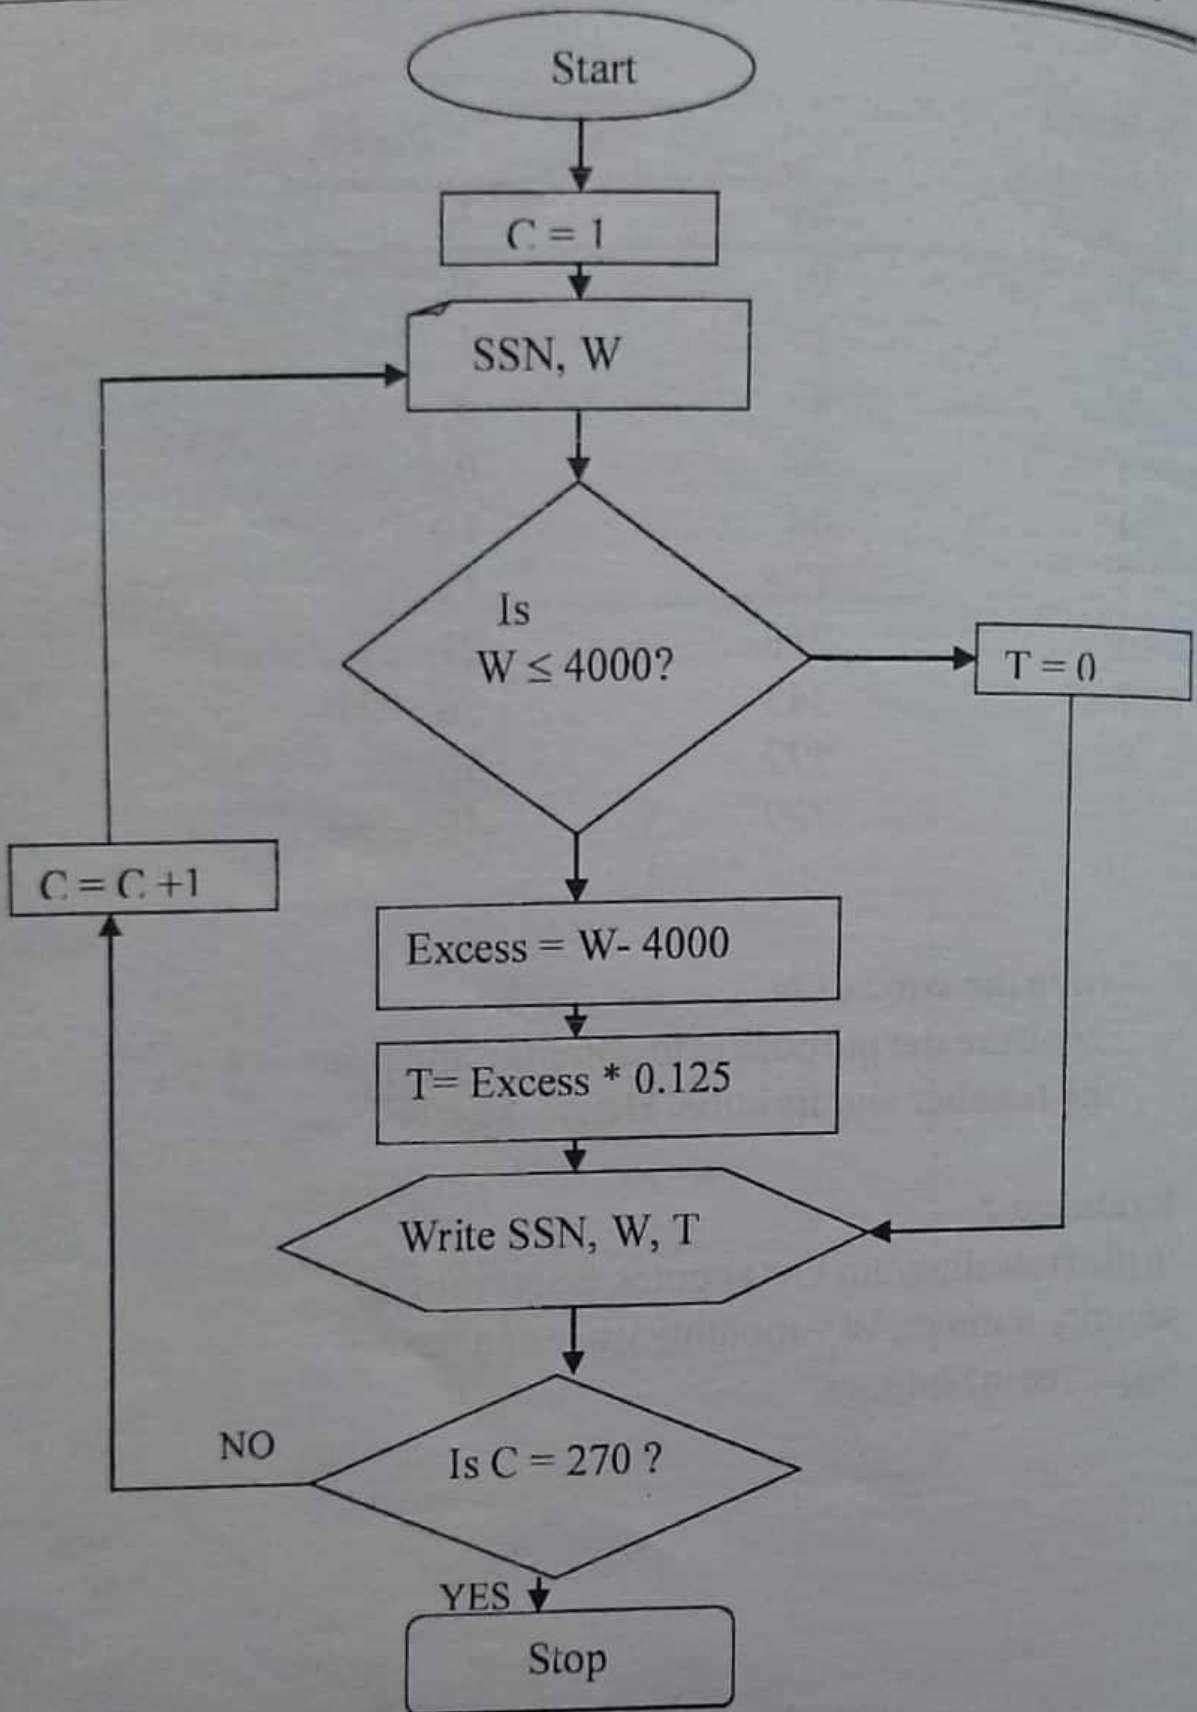 Start
C = 1
SSN, W
Is
W ≤ 4000?
T = 0
C = C +1
Excess = W- 4000
T= Excess * 0.125
Write SSN, W, T
NO
Is C = 270 ?
YES
Stop